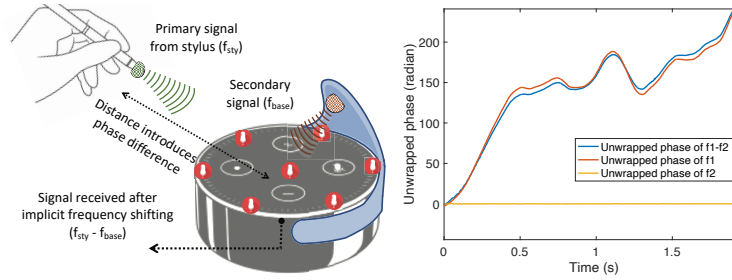 Primary signal
from stylus (fsty)
Secondary
signal (fbase)
Distance introduces
phase difference
Signal received after
implicit frequency shifting
(fsty - fbase)
Unwrapped phase (radian)
200
150
100
50
0
Unwrapped phase of f1-f2
Unwrapped phase of f1
Unwrapped phase of f2
0
0.5
1
1.5
Time (s)